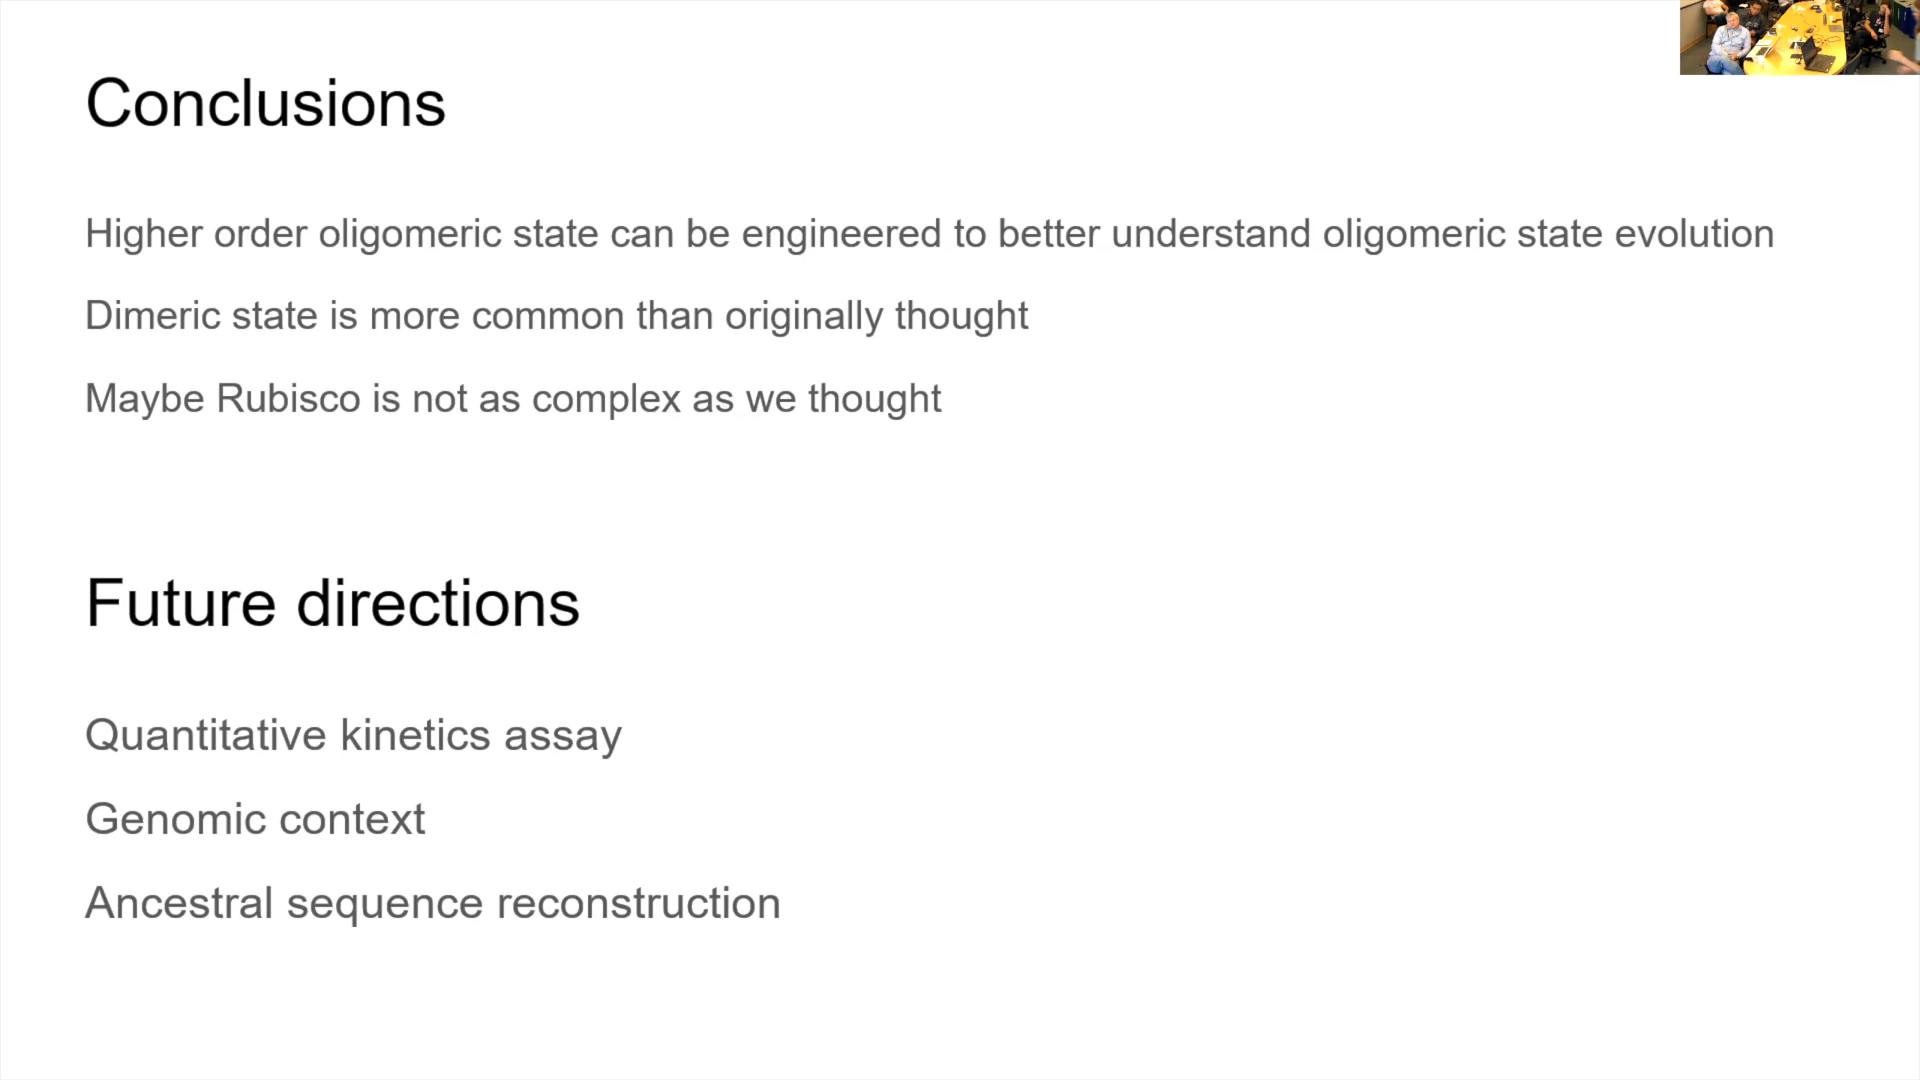 Conclusions
Higher order oligomeric state can be engineered to better understand oligomeric state evolution
Dimeric state is more common than originally thought
Maybe Rubisco is not as complex as we thought
Future directions
Quantitative kinetics assay
Genomic context
Ancestral sequence reconstruction